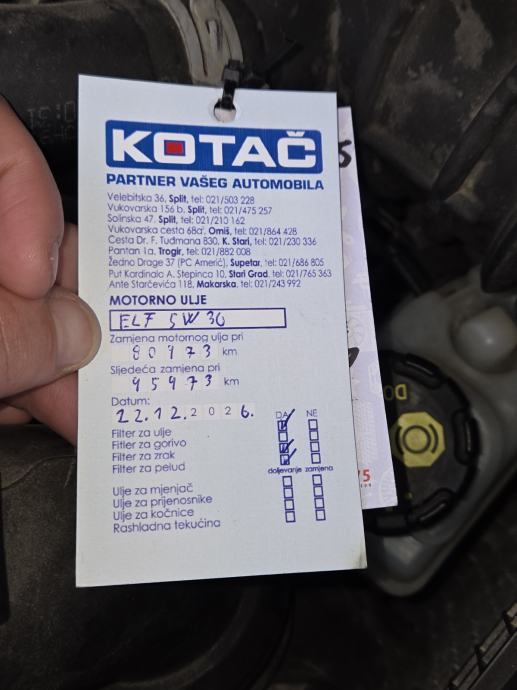 KOTAČ
PARTNER VAŠEG AUTOMOBILA
Velebitska 36, Split, tel: 021/503 228
Vukovarska 156 b, Split, tel: 021/475 257
Solinska 47, Split, tel: 021/210 162
Vukovarska cesta 68a, Omiš, tel: 021/864 428
Cesta Dr. F. Tuđmana 830, K. Stari, tel: 021/230 336
Pantan 1a, Trogir, tel: 021/882 008
Žedno Drage 37 (PC Americ), Supetar, tel: 021/686 805
Put Kardinala A. Stepinca 10, Stari Grad, tel: 021/765 363
Ante Starčevića 118, Makarska, tel: 021/243 992
MOTORNO ULJE
ELF 5W30
Zamjena motornog ulja pri
80973 km
Sljedeća zamjena pri
95973 km
Datum:
22.12.2026.
DA NE
Filter za ulje
Fitler za gorivo
Filter za zrak
Filter za pelud
doljevanje zamjena
Ulje za mjenjač
Ulje za prijenosnike
Ulje za kočnice
Rashladna tekućina